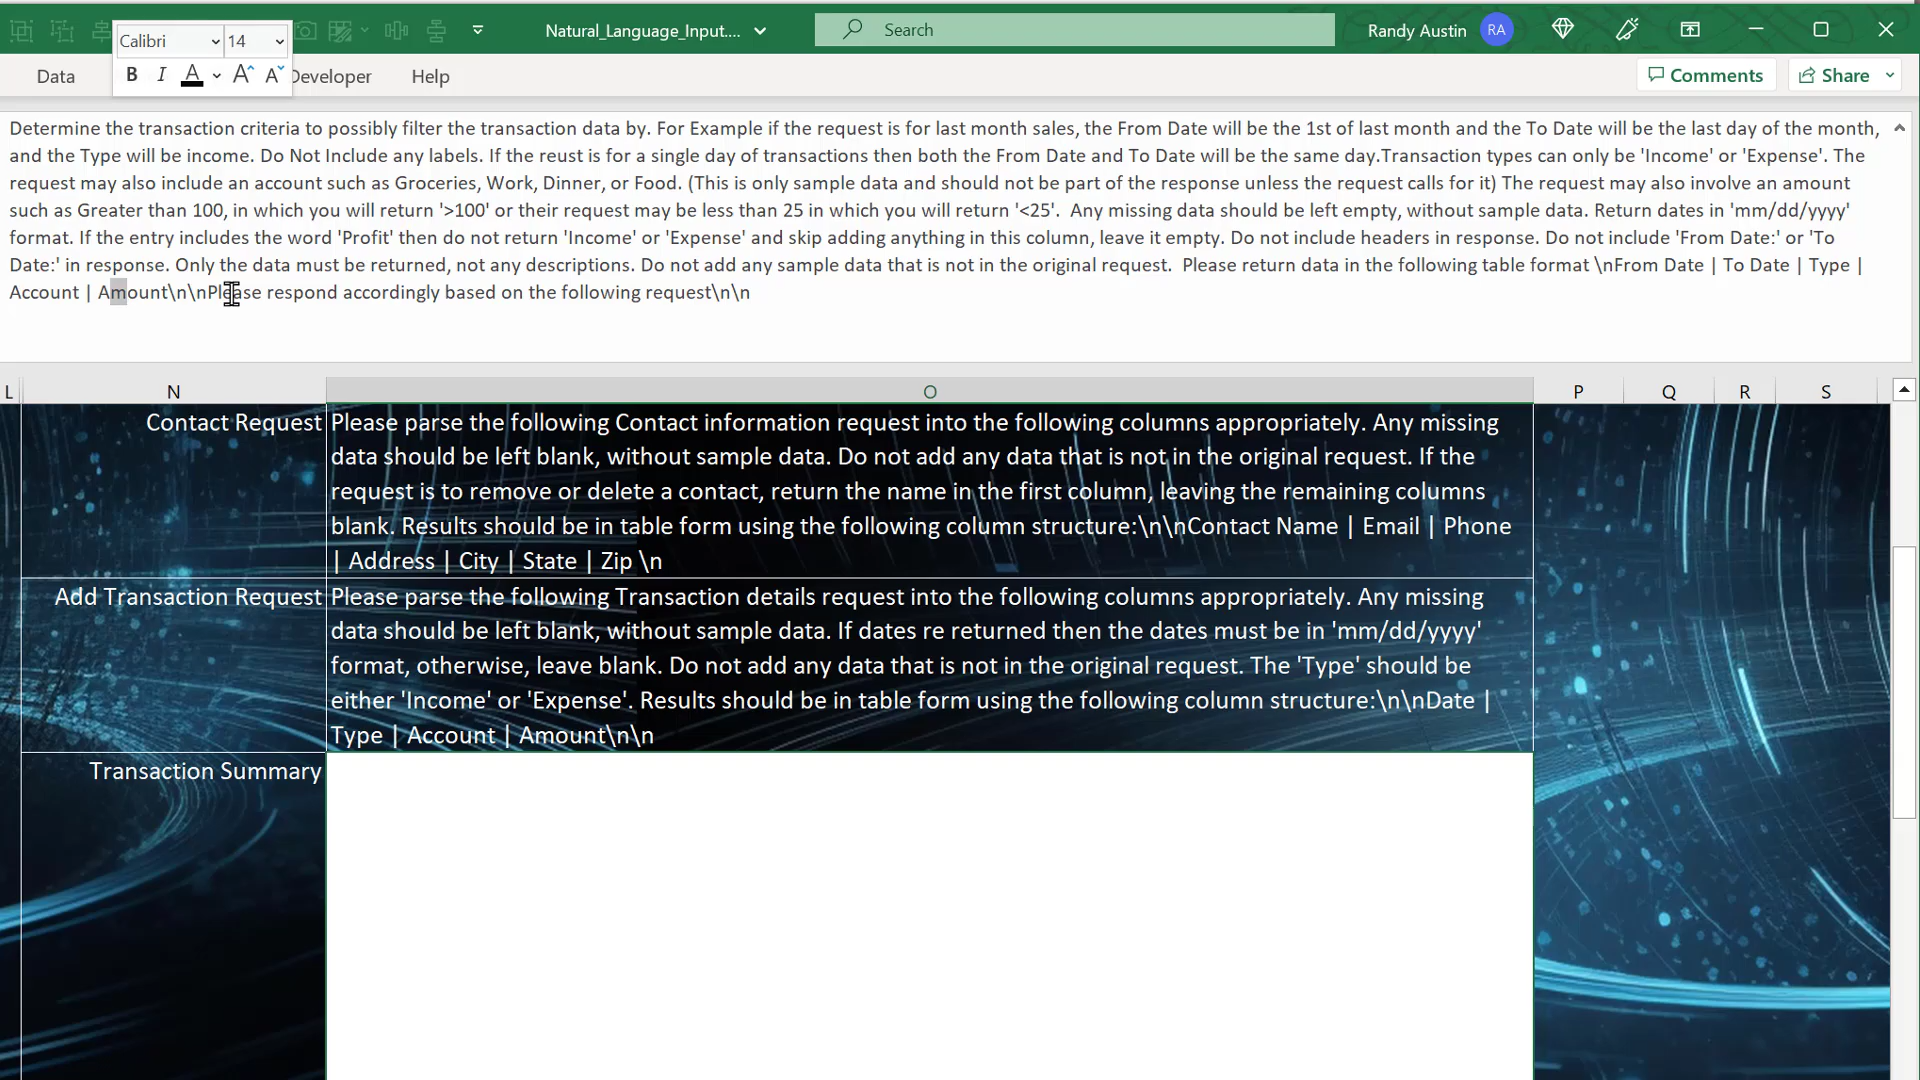 Calibri
14
Natural_Language_Input....
Search
Randy Austin
RA
B I A A A
Data
Developer
Help
Comments
Share
Determine the transaction criteria to possibly filter the transaction data by. For Example if the request is for last month sales, the From Date will be the 1st of last month and the To Date will be the last day of the month,
and the Type will be income. Do Not Include any labels. If the reust is for a single day of transactions then both the From Date and To Date will be the same day.Transaction types can only be 'Income' or 'Expense'. The
request may also include an account such as Groceries, Work, Dinner, or Food. (This is only sample data and should not be part of the response unless the request calls for it) The request may also involve an amount
such as Greater than 100, in which you will return '>100' or their request may be less than 25 in which you will return '<25'.  Any missing data should be left empty, without sample data. Return dates in 'mm/dd/yyyy'
format. If the entry includes the word 'Profit' then do not return 'Income' or 'Expense' and skip adding anything in this column, leave it empty. Do not include headers in response. Do not include 'From Date:' or 'To
Date:' in response. Only the data must be returned, not any descriptions. Do not add any sample data that is not in the original request.  Please return data in the following table format \nFrom Date | To Date | Type |
Account | Amount\n\nPlease respond accordingly based on the following request\n\n
L N O P Q R S
Contact Request
Please parse the following Contact information request into the following columns appropriately. Any missing
data should be left blank, without sample data. Do not add any data that is not in the original request. If the
request is to remove or delete a contact, return the name in the first column, leaving the remaining columns
blank. Results should be in table form using the following column structure:\n\nContact Name | Email | Phone
| Address | City | State | Zip \n
Add Transaction Request
Please parse the following Transaction details request into the following columns appropriately. Any missing
data should be left blank, without sample data. If dates re returned then the dates must be in 'mm/dd/yyyy'
format, otherwise, leave blank. Do not add any data that is not in the original request. The 'Type' should be
either 'Income' or 'Expense'. Results should be in table form using the following column structure:\n\nDate |
Type | Account | Amount\n\n
Transaction Summary